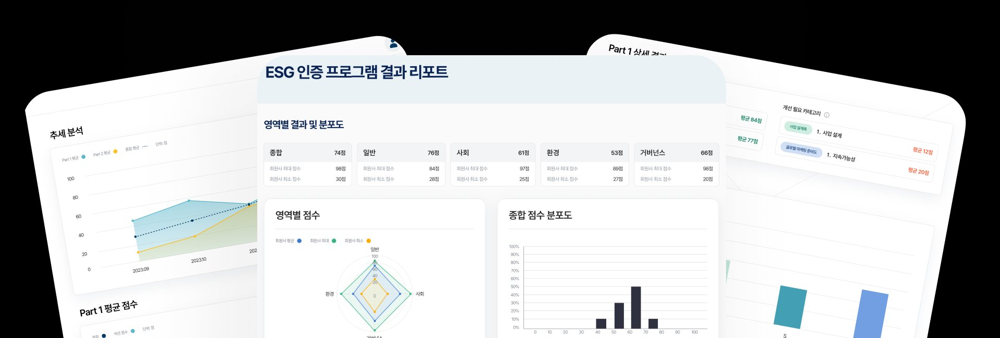 추세 분석
Part 1 평균
Part 2 평균
종합 평균
단위: 점
100
80
60
40
20
0
2023.09
2023.10
202
Part 1 평균 점수
종합
섹션 점수
단위: 점
ESG 인증 프로그램 결과 리포트
영역별 결과 및 분포도
종합 74점
회원사 최대 점수 98점
회원사 최소 점수 30점
일반 76점
회원사 최대 점수 84점
회원사 최소 점수 28점
사회 61점
회원사 최대 점수 97점
회원사 최소 점수 25점
환경 53점
회원사 최대 점수 89점
회원사 최소 점수 27점
거버넌스 66점
회원사 최대 점수 98점
회원사 최소 점수 20점
영역별 점수
회원사 평균
회원사 최대
회원사 최소
일반
100
80
60
40
20
0
환경
사회
거버넌스
종합 점수 분포도
100%
90%
80%
70%
60%
50%
40%
30%
20%
10%
0%
0 10 20 30 40 50 60 70 80 90 100
Part 1 상세 결과
평균 84점
평균 77점
개선 필요 카테고리
사업 설계측 1. 사업 설계
평균 12점
글로벌 마케팅 준비도 1. 지속가능성
평균 20점
S